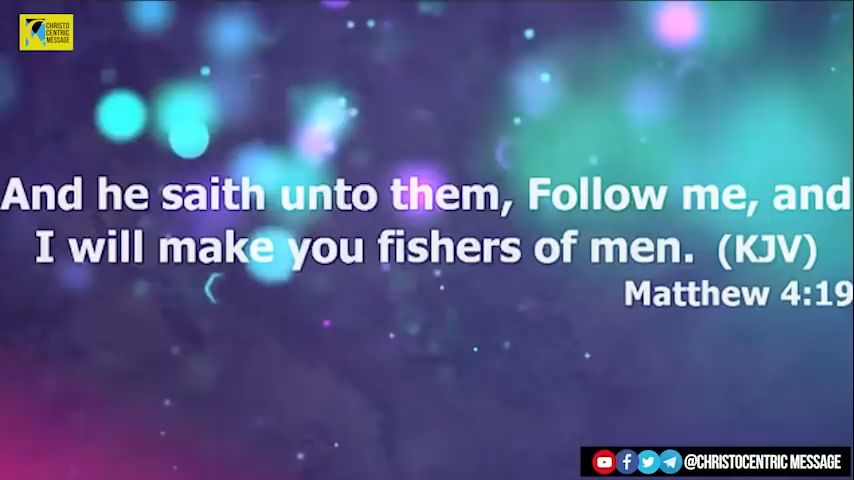 CHRISTO
CENTRIC
MESSAGE
And he saith unto them, Follow me, and
I will make you fishers of men. (KJV)
Matthew 4:19
@CHRISTOCENTRIC MESSAGE